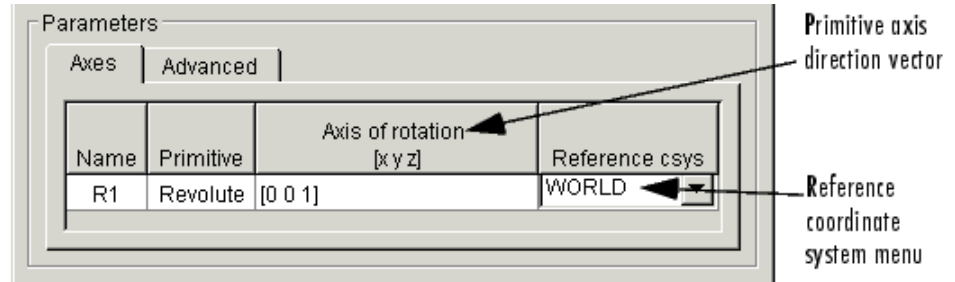 Parameters
Primitive axis
direction vector
Axes
Advanced
Name
Primitive
Axis of rotation
[x y z]
Reference csys
R1
Revolute
[0 0 1]
WORLD
Reference
coordinate
system menu